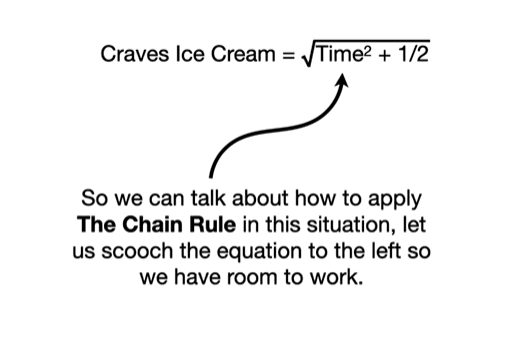 Craves Ice Cream = √Time² + 1/2
So we can talk about how to apply
The Chain Rule in this situation, let
us scooch the equation to the left so
we have room to work.